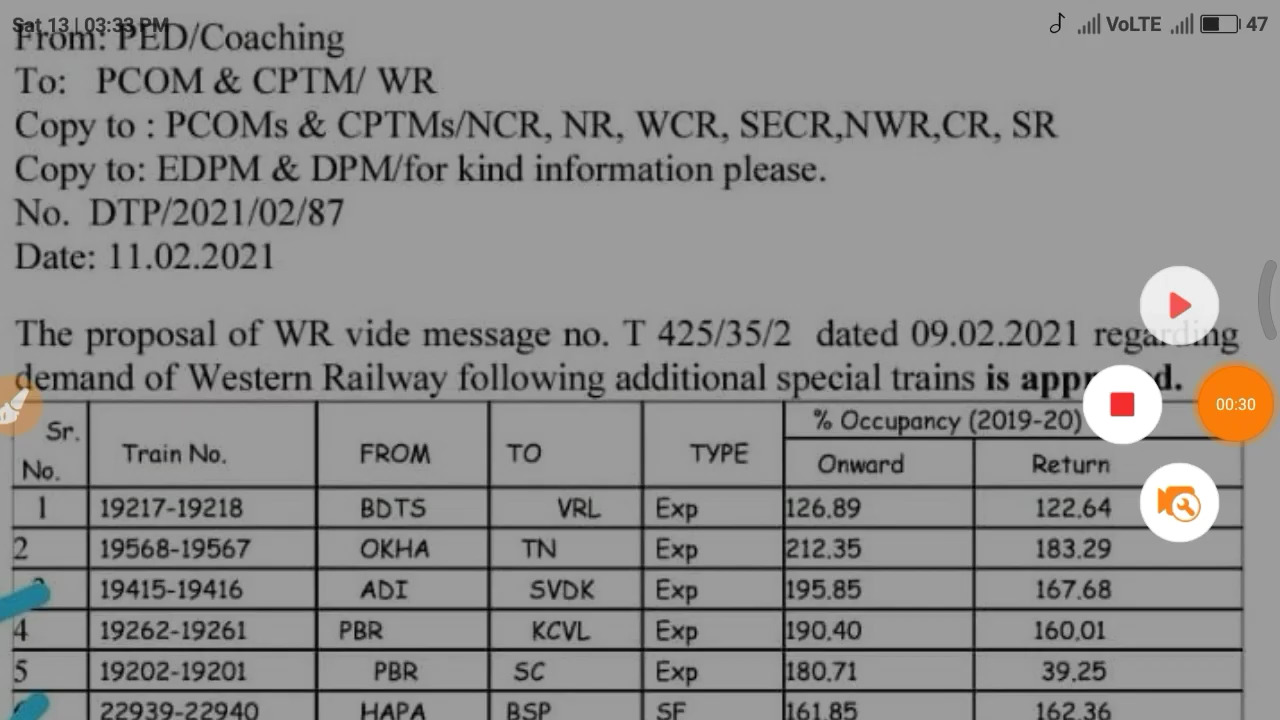 Sat 13 | 03:33 PM VoLTE 47
From: PED/Coaching
To: PCOM & CPTM/ WR
Copy to : PCOMs & CPTMs/NCR, NR, WCR, SECR,NWR,CR, SR
Copy to: EDPM & DPM/for kind information please.
No. DTP/2021/02/87
Date: 11.02.2021
The proposal of WR vide message no. T 425/35/2 dated 09.02.2021 regarding
demand of Western Railway following additional special trains is
00:30
Sr. No. Train No. FROM TO TYPE % Occupancy (2019-20)
Onward Return
1 19217-19218 BDTS VRL Exp 126.89 122.64
2 19568-19567 OKHA TN Exp 212.35 183.29
19415-19416 ADI SVDK Exp 195.85 167.68
4 19262-19261 PBR KCVL Exp 190.40 160.01
5 19202-19201 PBR SC Exp 180.71 39.25
22939-22940 HAPA BSP SF 161.85 162.36